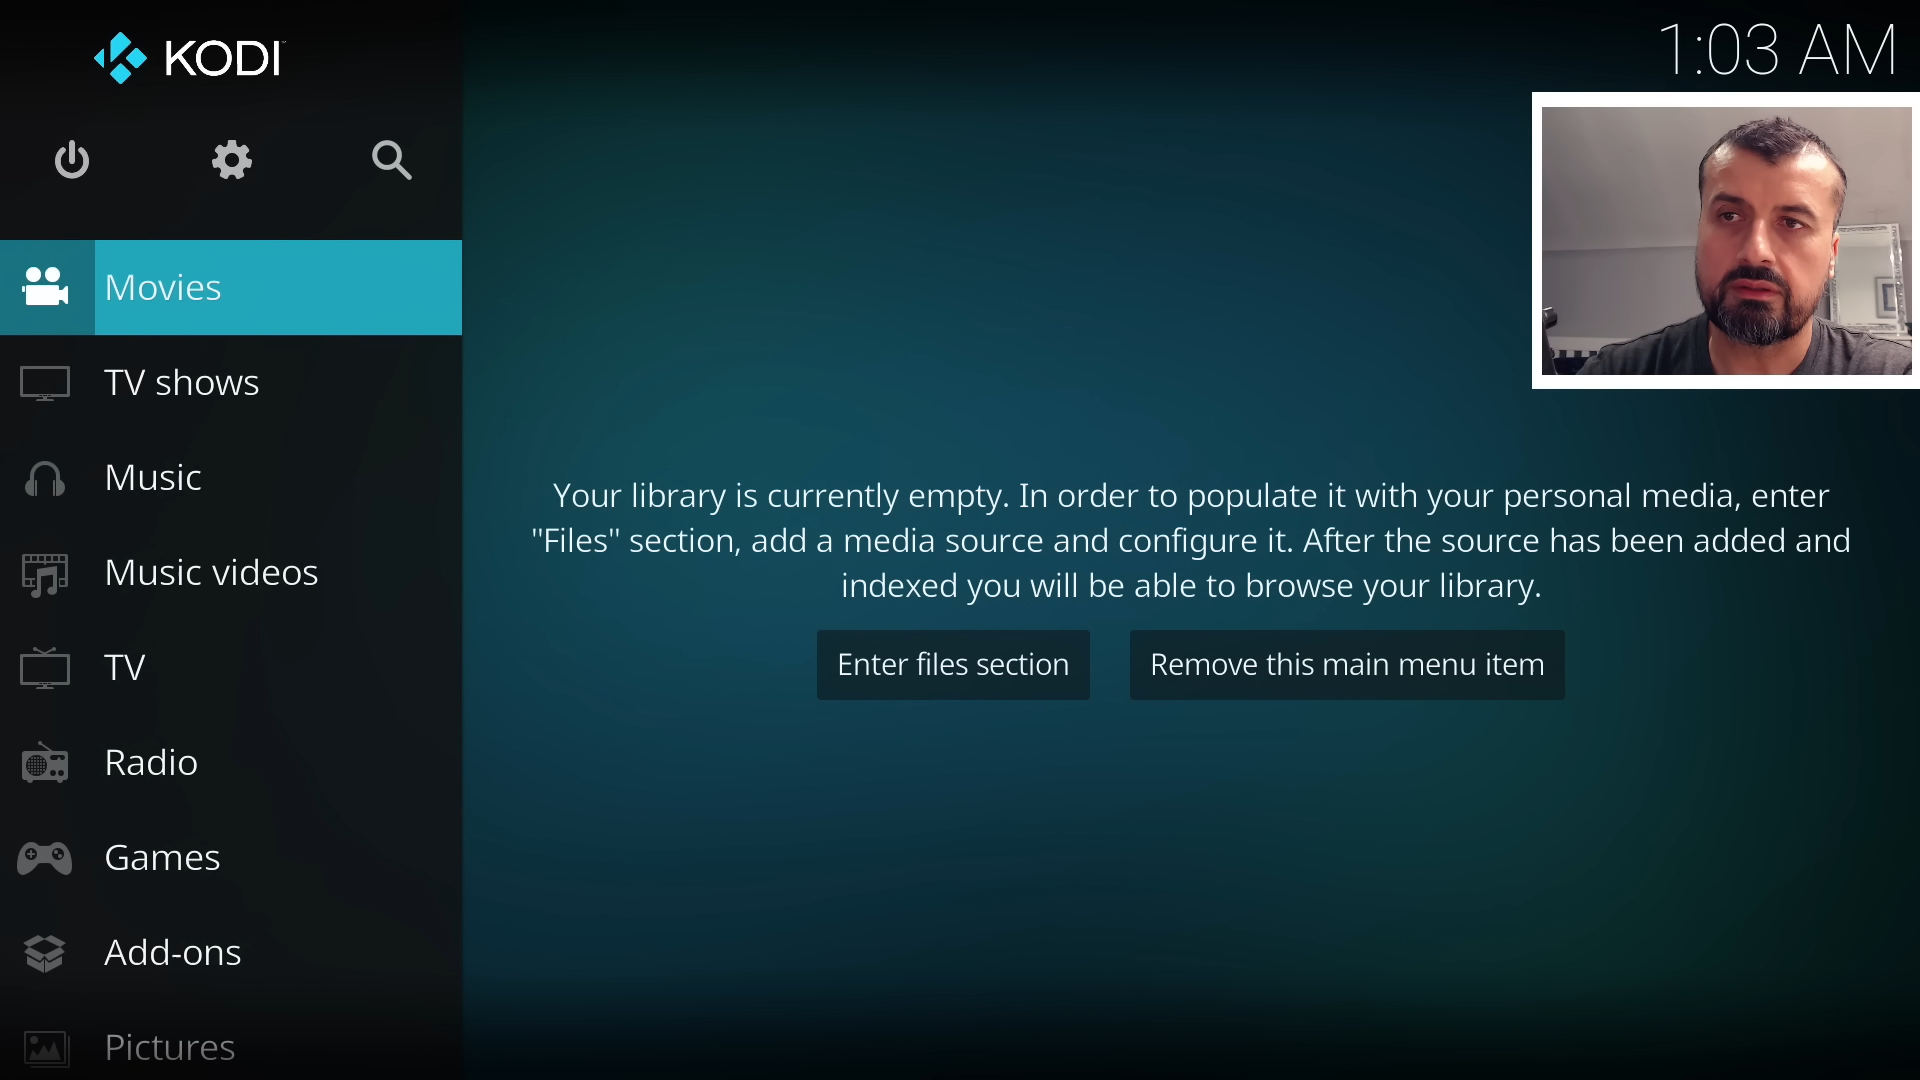 KODI
1:03 AM
Movies
TV shows
Music
Music videos
TV
Radio
Games
Add-ons
Pictures
Your library is currently empty. In order to populate it with your personal media, enter
"Files" section, add a media source and configure it. After the source has been added and
indexed you will be able to browse your library.
Enter files section
Remove this main menu item